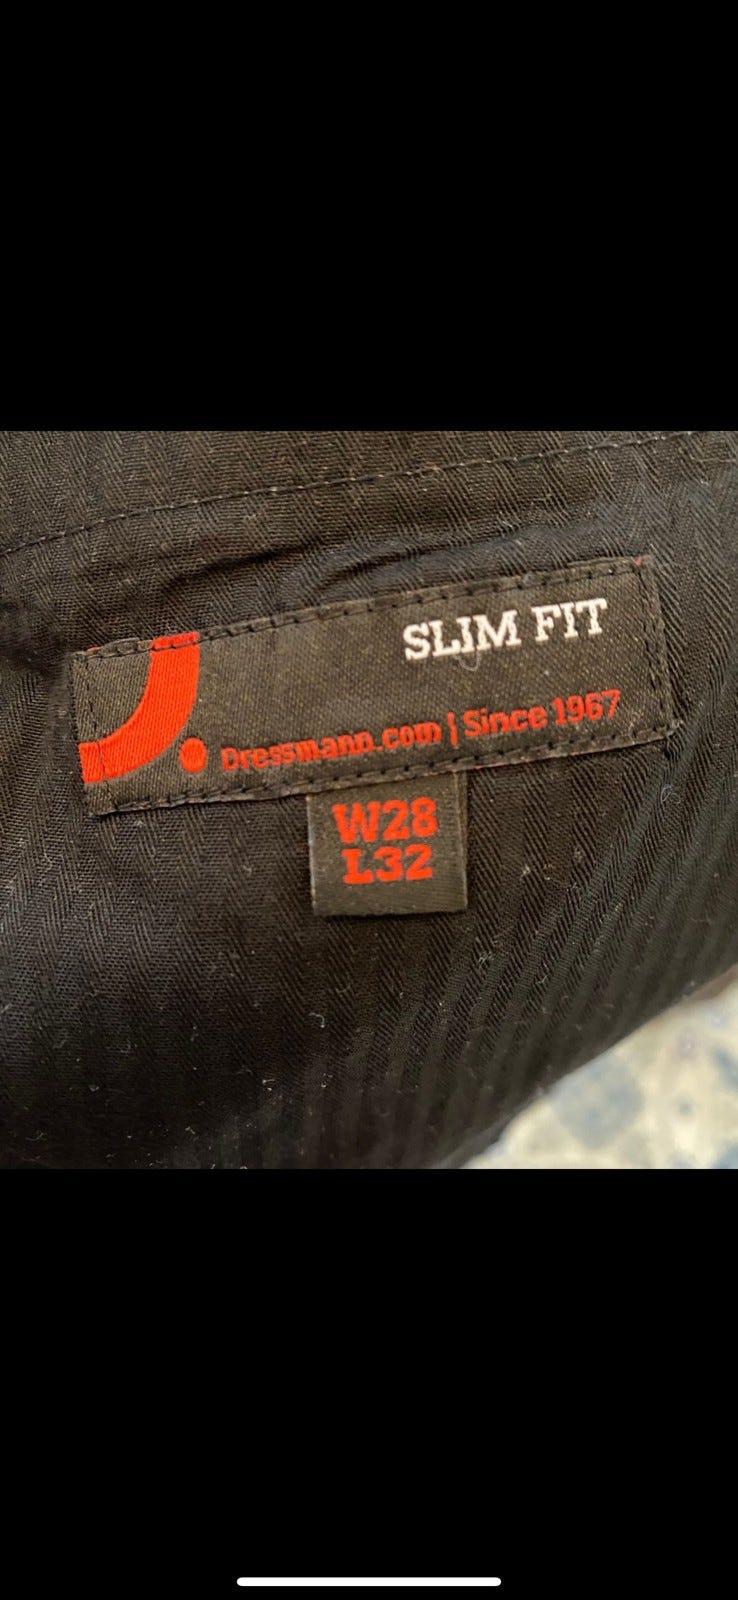 SLIM FIT
Dressmann.com | Since 1967
W28
L32